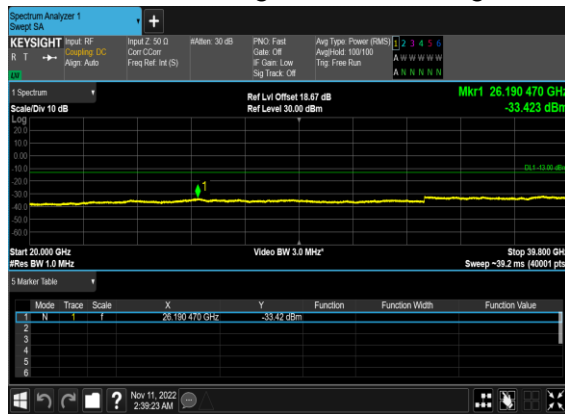 Spectrum Analyzer 1
Swept SA
KEYSIGHT Input: RF Input Z: 50 Ω #Atten: 30 dB PNO: Fast Avg Type: Power (RMS) 1 2 3 4 5 6
R T Coupling: DC Corr CCorr Gate: Off Avg|Hold: 100/100 A W W W W W
Align: Auto Freq Ref: Int (S) IF Gain: Low Trig: Free Run
LW Sig Track: Off A N N N N N
1 Spectrum Ref Lvl Offset 18.67 dB Mkr1 26.190 470 GHz
Scale/Div 10 dB Ref Level 30.00 dBm -33.423 dBm
Log
20.0
10.0
0.00
-10.0 DL1 -13.00 dBm
-20.0
-30.0 1
-40.0
-50.0
-60.0
Start 20.000 GHz Video BW 3.0 MHz* Stop 39.800 GHz
#Res BW 1.0 MHz Sweep ~39.2 ms (40001 pts
5 Marker Table
Mode Trace Scale X Y Function Function Width Function Value
1 N 1 f 26.190 470 GHz -33.42 dBm
2
3
4
5
6
? Nov 11, 2022
2:39:23 AM